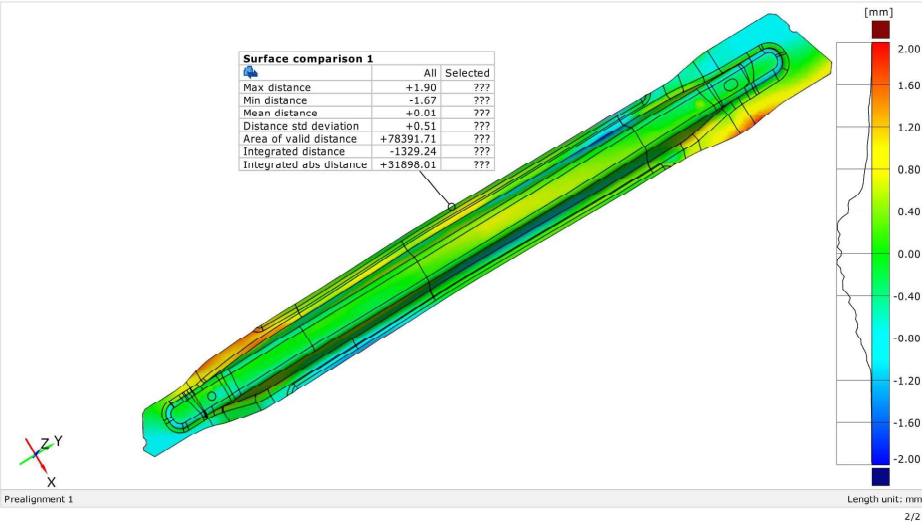 [mm]
Surface comparison 1
All Selected
Max distance +1.90 ???
Min distance -1.67 ???
Mean distance +0.01 ???
Distance std deviation +0.51 ???
Area of valid distance +78391.71 ???
Integrated distance -1329.24 ???
Integrated abs distance +31898.01 ???
2.00
1.60
1.20
0.80
0.40
0.00
-0.40
-0.00
-1.20
-1.60
-2.00
Z Y
X
Prealignment 1 Length unit: mm
2/2